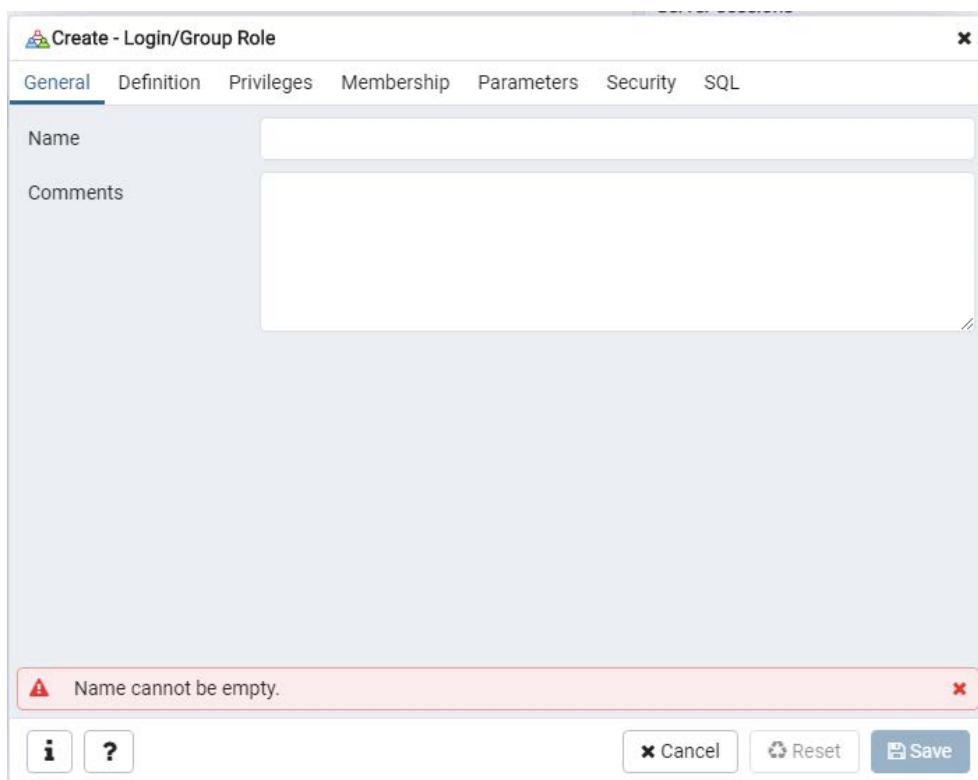 Create - Login/Group Role
General Definition Privileges Membership Parameters Security SQL
Name
Comments
Name cannot be empty.
i ? Cancel Reset Save